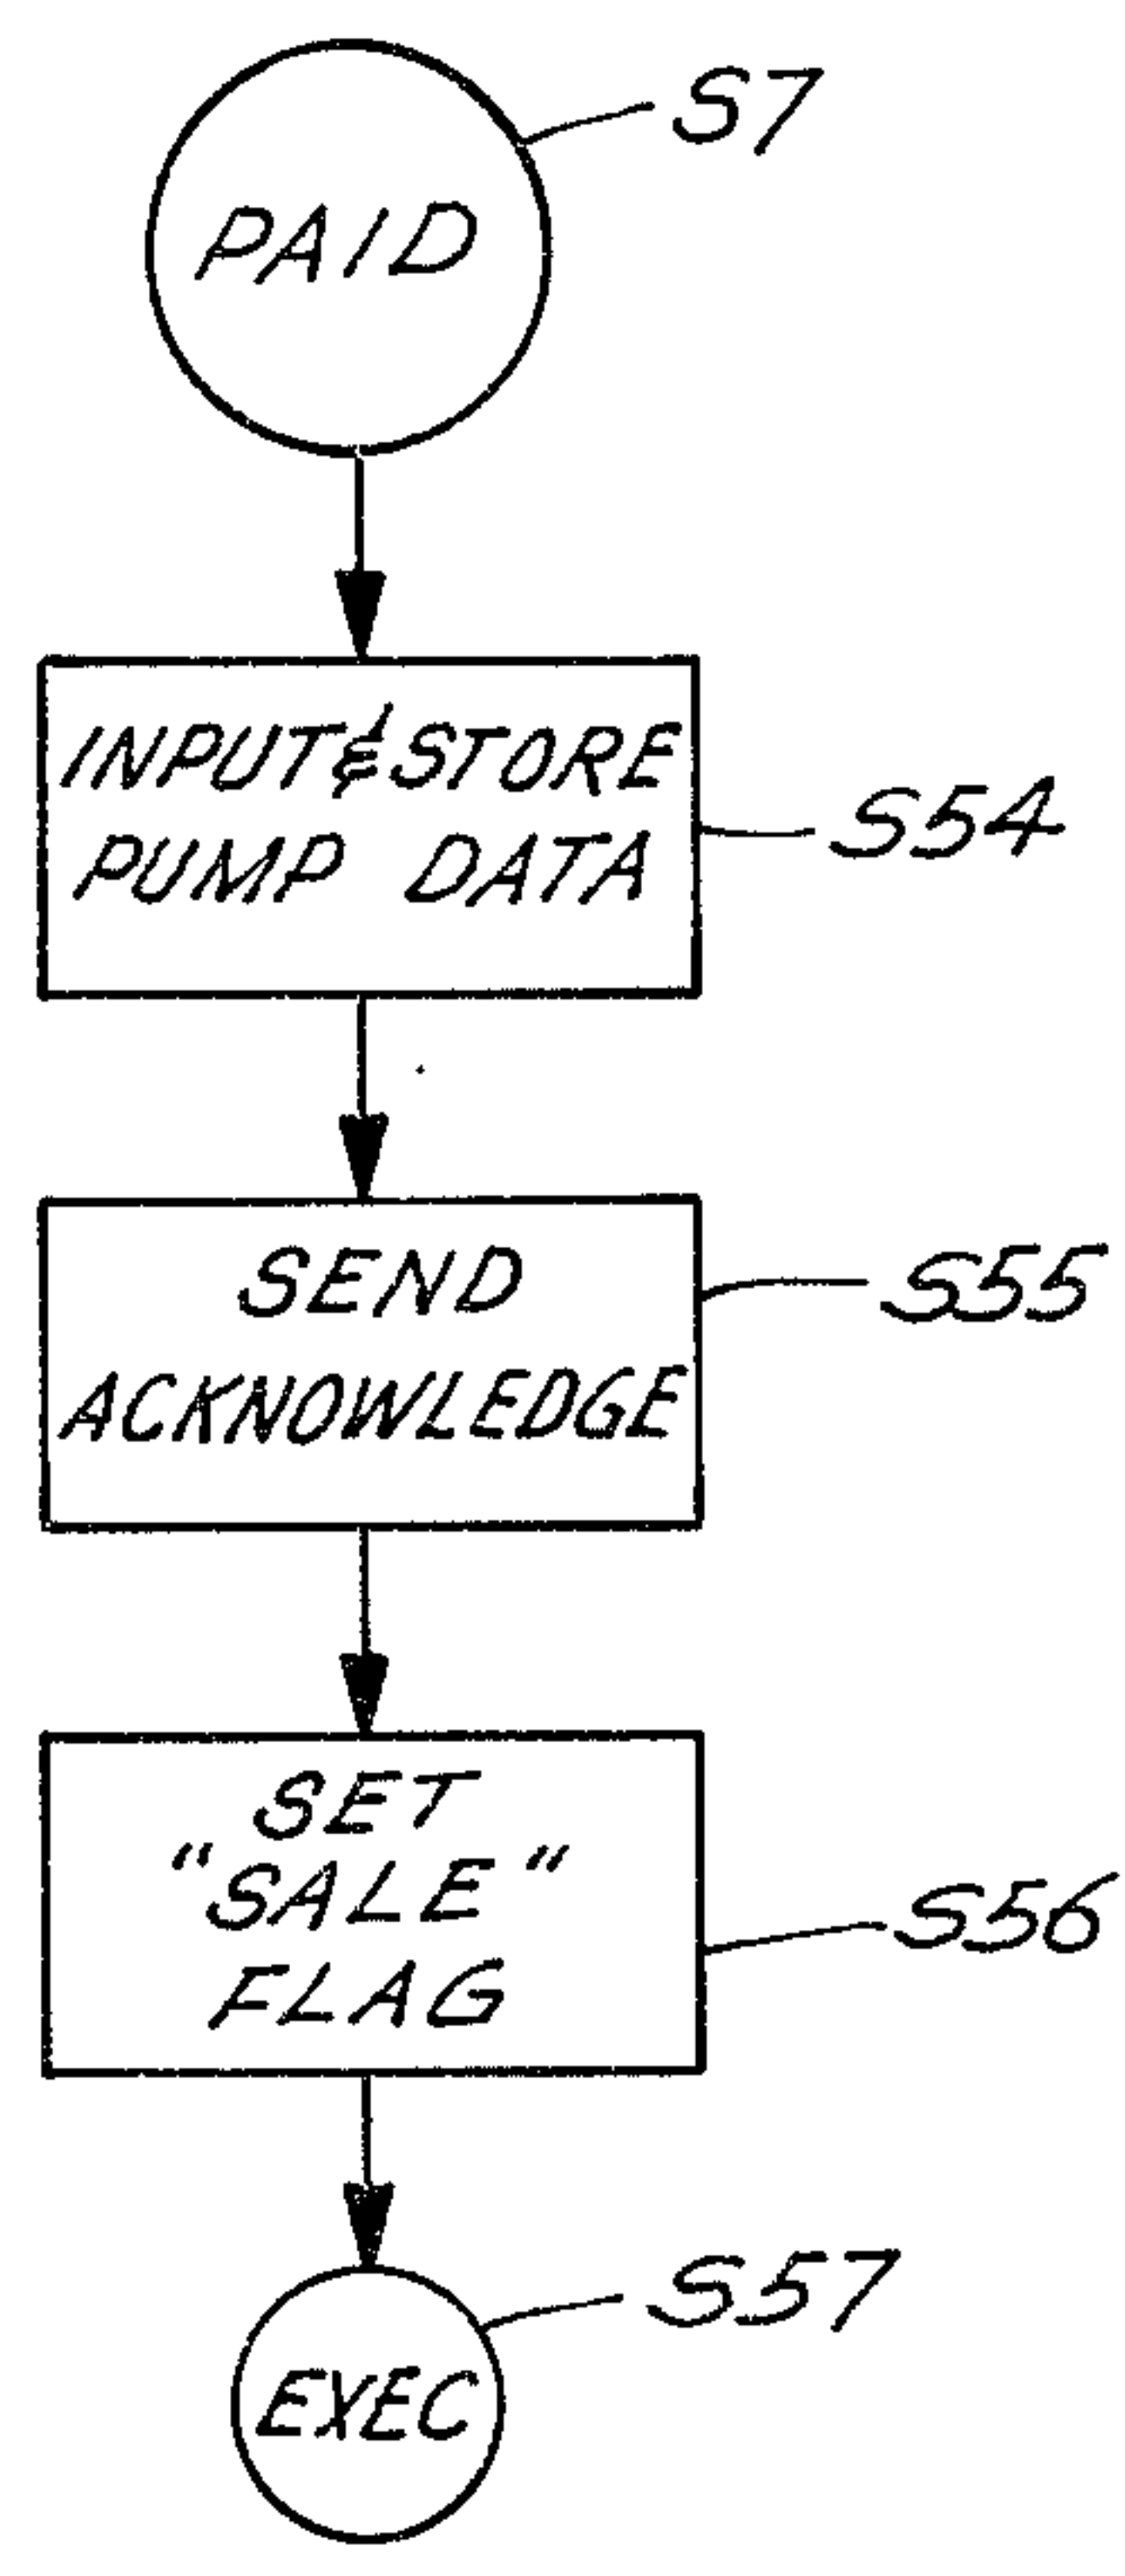 S7
PAID
INPUT & STORE
PUMP DATA
S54
SEND
ACKNOWLEDGE
S55
SET
"SALE"
FLAG
S56
S57
EXEC